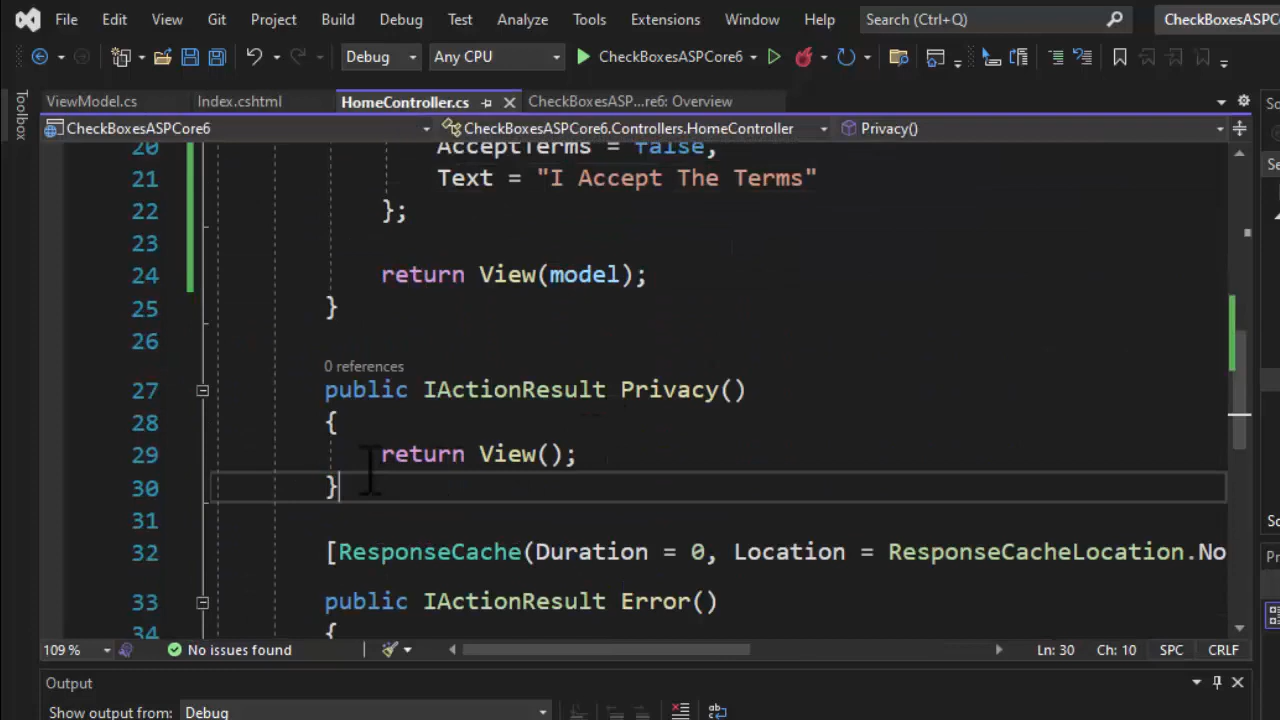 File Edit View Git Project Build Debug Test Analyze Tools Extensions Window Help Search (Ctrl+Q) CheckBoxesASPC
Debug Any CPU CheckBoxesASPCore6
Toolbox
ViewModel.cs Index.cshtml HomeController.cs CheckBoxesASP...re6: Overview
CheckBoxesASPCore6 CheckBoxesASPCore6.Controllers.HomeController Privacy()
20 AcceptTerms = false,
21 Text = "I Accept The Terms"
22 };
23
24 return View(model);
25 }
26
0 references
27 public IActionResult Privacy()
28 {
29 return View();
30 }
31
32 [ResponseCache(Duration = 0, Location = ResponseCacheLocation.No
33 public IActionResult Error()
34 {
109 % No issues found Ln: 30 Ch: 10 SPC CRLF
Output
Show output from: Debug